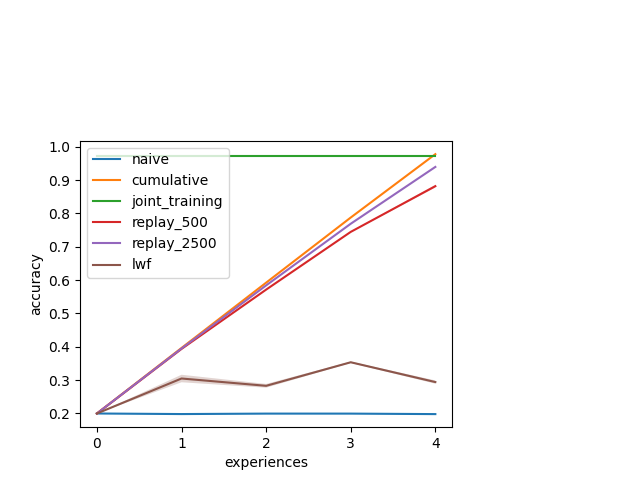 1.0
0.9
0.8
0.7
0.6
0.5
0.4
0.3
0.2
accuracy
naive
cumulative
joint_training
replay_500
replay_2500
lwf
0 1 2 3 4
experiences